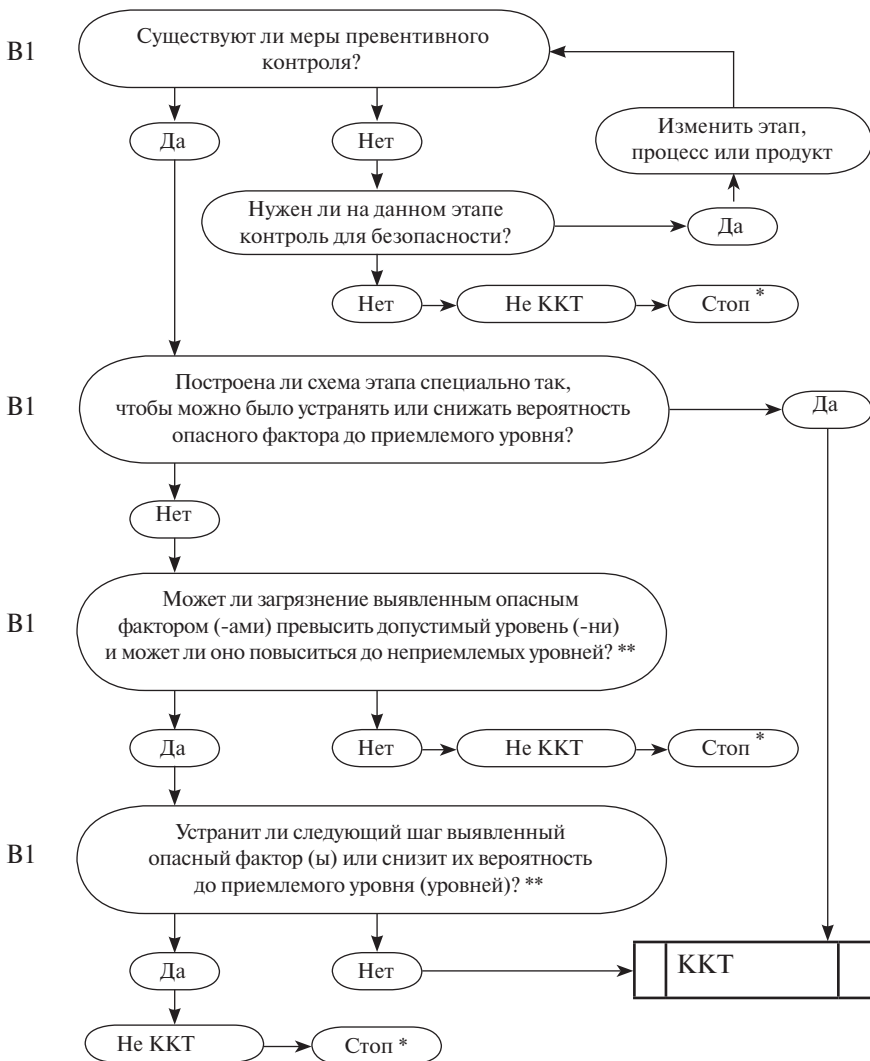 В1
Существуют ли меры превентивного
контроля?
Да
Нет
Изменить этап,
процесс или продукт
Нужен ли на данном этапе
контроль для безопасности?
Да
Нет
Не ККТ
Стоп *
В1
Построена ли схема этапа специально так,
чтобы можно было устранять или снижать вероятность
опасного фактора до приемлемого уровня?
Да
Нет
В1
Может ли загрязнение выявленным опасным
фактором (-ами) превысить допустимый уровень (-ни)
и может ли оно повыситься до неприемлемых уровней? **
Да
Нет
Не ККТ
Стоп *
В1
Устранит ли следующий шаг выявленный
опасный фактор (ы) или снизит их вероятность
до приемлемого уровня (уровней)? **
Да
Нет
ККТ
Не ККТ
Стоп *